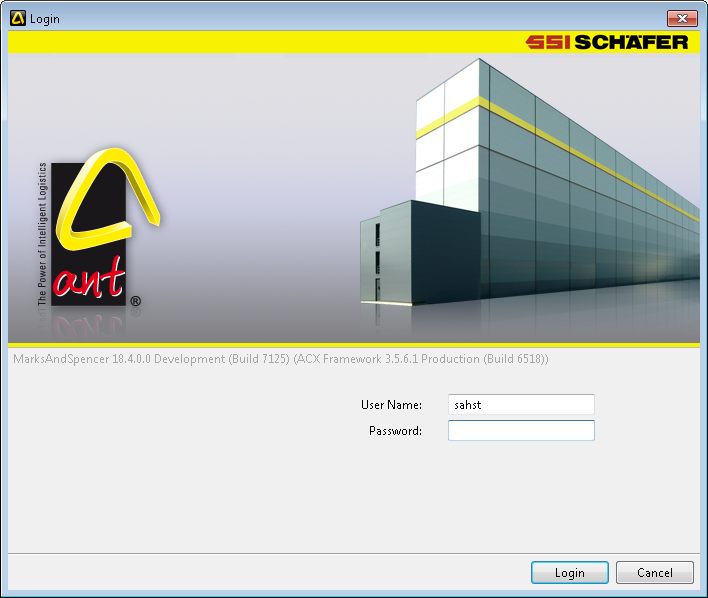 Login
SSI SCHÄFER
The Power of Intelligent Logistics
ant®
MarksAndSpencer 18.4.0.0 Development (Build 7125) (ACX Framework 3.5.6.1 Production (Build 6518))
User Name: sahst
Password:
Login Cancel